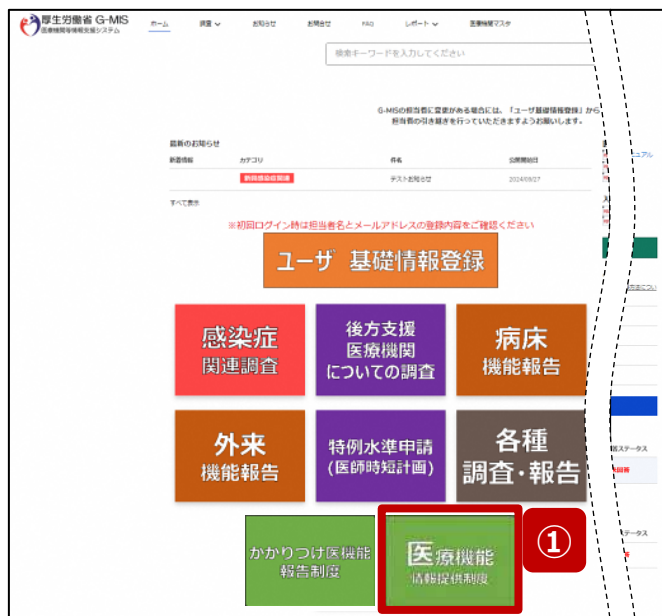 厚生労働省 G-MIS
医療機関等情報支援システム
ホーム 調査 お知らせ お問合せ FAQ レポート 医療機関マスタ
検索キーワードを入力してください
G-MISの担当者に変更がある場合には、「ユーザ基礎情報登録」から
担当者の引き継ぎを行っていただきますようお願いします。
最新のお知らせ
新着情報 カテゴリ 件名 公開開始日
新興感染症関連 テストお知らせ 2024/09/27
すべて表示
※初回ログイン時は担当者名とメールアドレスの登録内容をご確認ください
ユーザ 基礎情報登録
感染症
関連調査
後方支援
医療機関
についての調査
病床
機能報告
外来
機能報告
特例水準申請
(医師時短計画)
各種
調査・報告
かかりつけ医機能
報告制度
医療機能
情報提供制度
①